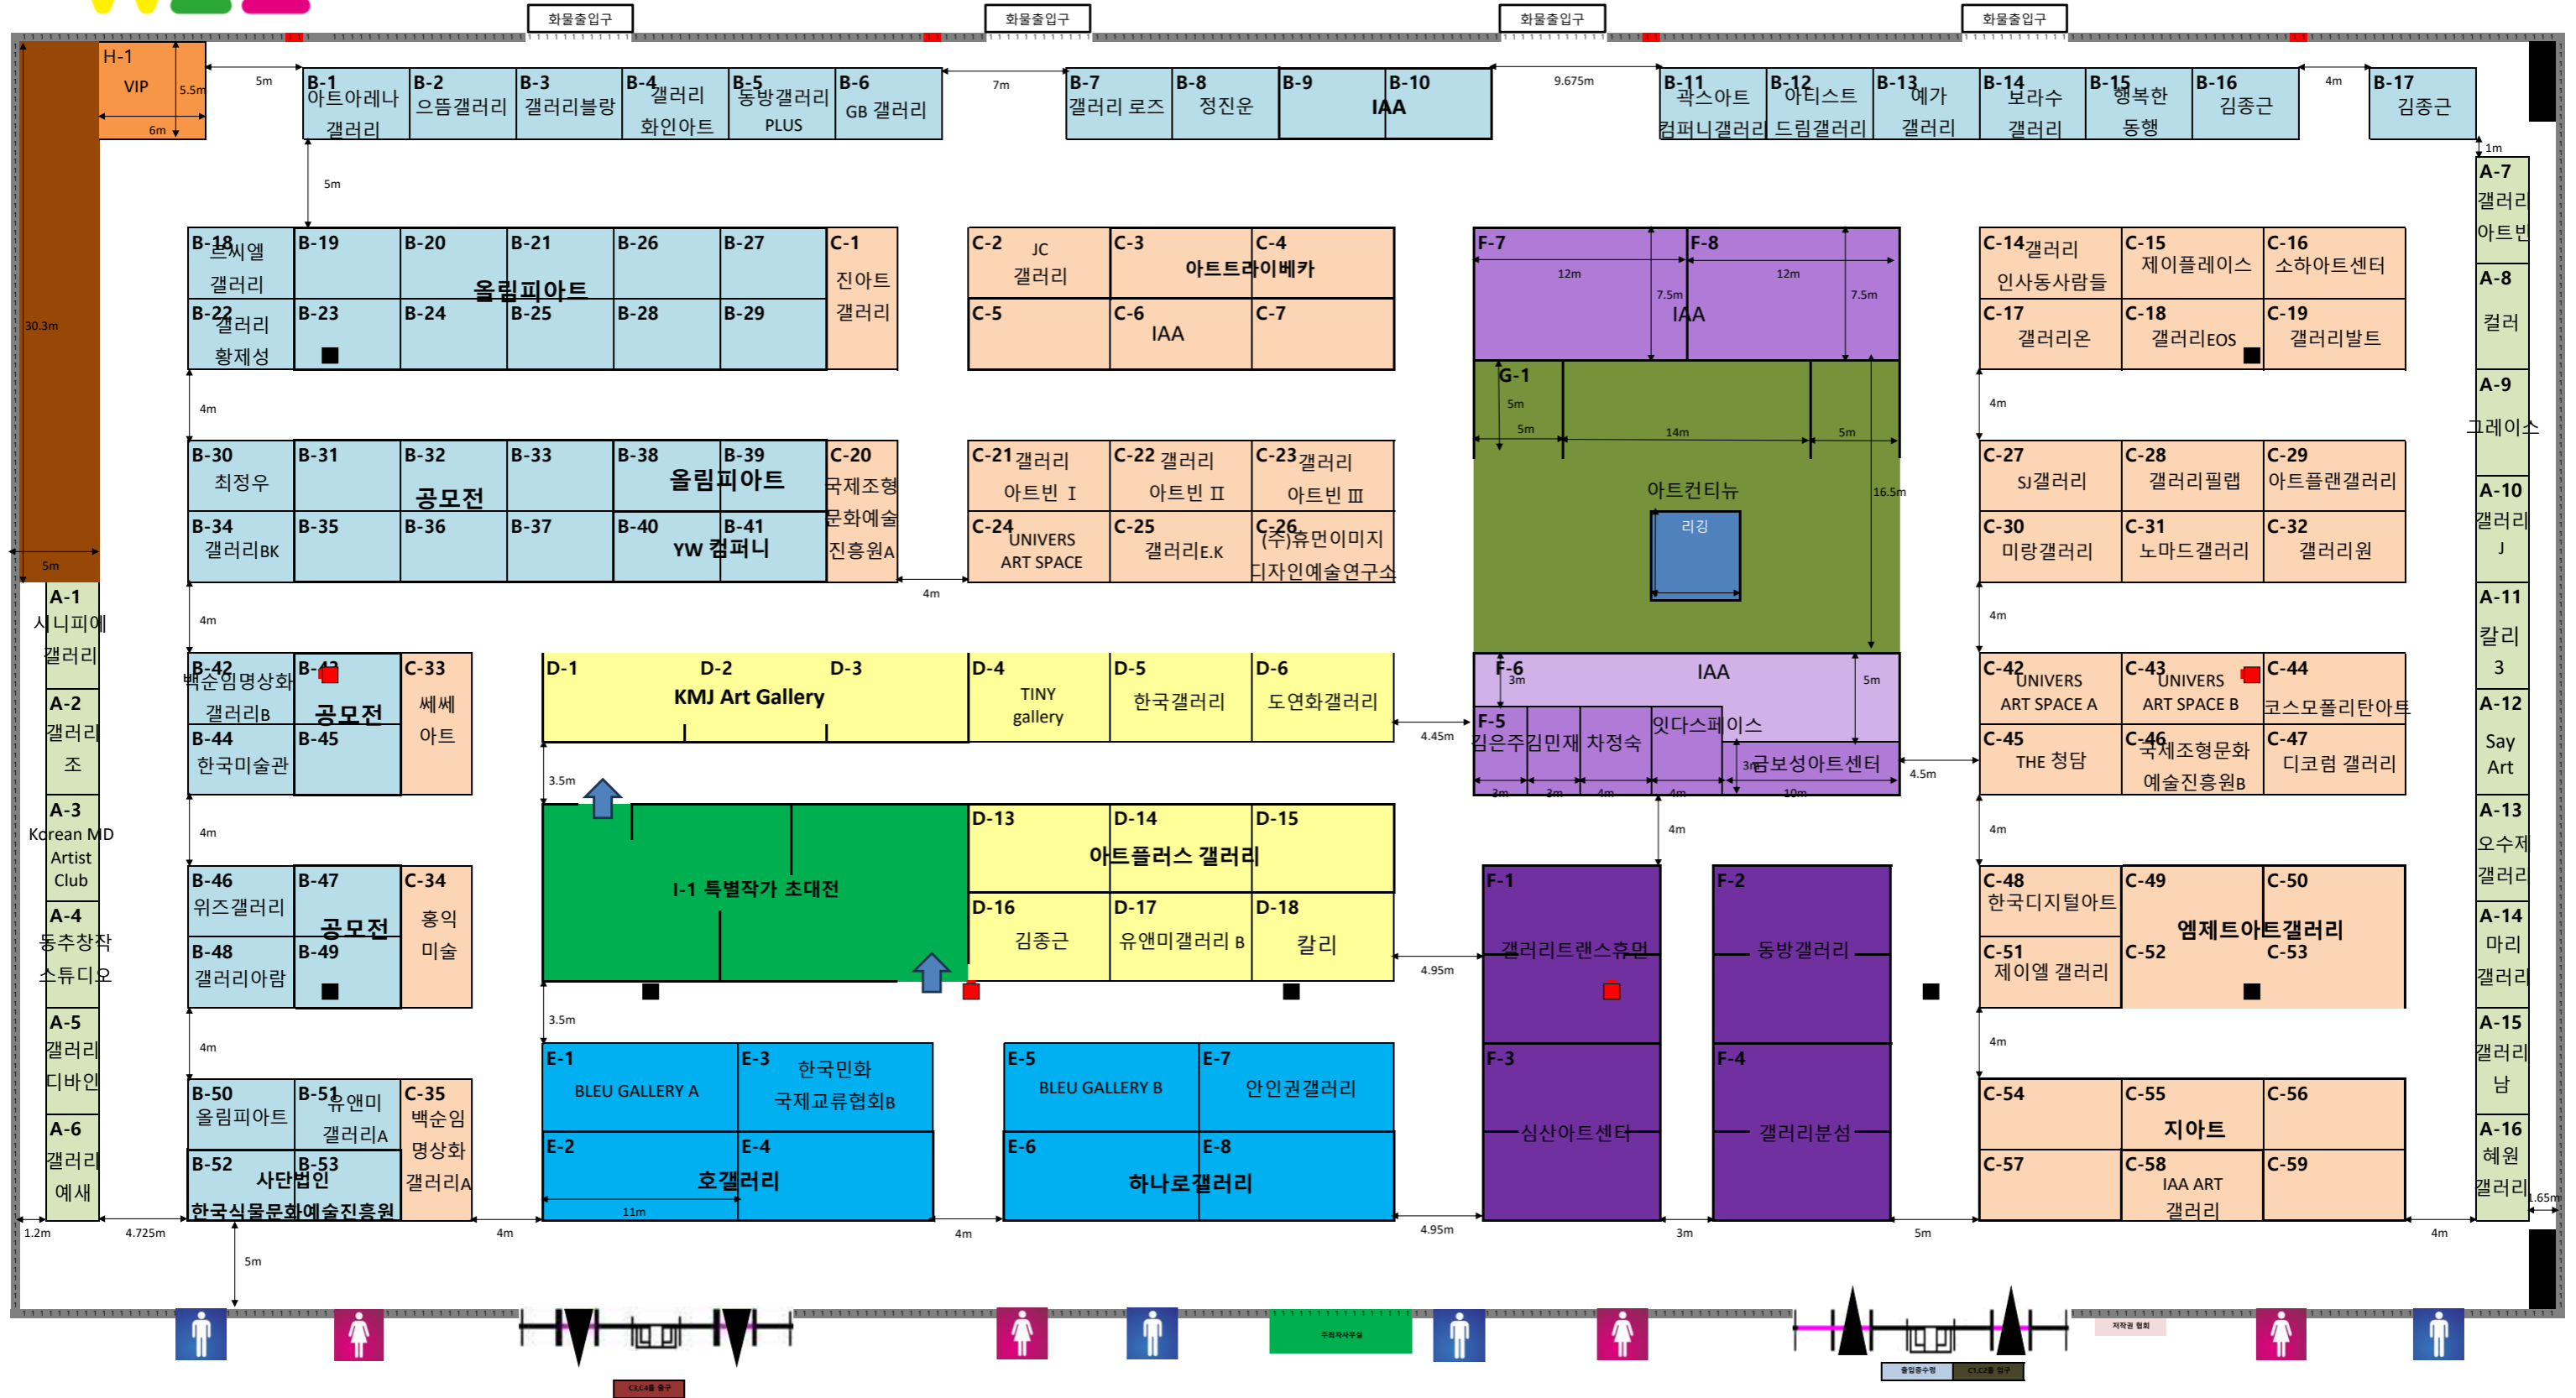 화물출입구
화물출입구
화물출입구
화물출입구
H-1
VIP
5.5m
6m
5m
B-1
아트아레나
갤러리
B-2
으뜸갤러리
B-3
갤러리블랑
B-4
갤러리
화인아트
B-5
동방갤러리
PLUS
B-6
GB 갤러리
7m
B-7
갤러리 로즈
B-8
정진운
B-9
B-10
IAA
9.675m
B-11
곽스아트
컴퍼니갤러리
B-12
아티스트
드림갤러리
B-13
예가
갤러리
B-14
보라수
갤러리
B-15
행복한
동행
B-16
김종근
4m
B-17
김종근
1m
5m
30.3m
5m
B-18
르씨엘
갤러리
B-19
B-20
B-21
B-26
B-27
올림피아트
B-22
갤러리
황제성
B-23
B-24
B-25
B-28
B-29
C-1
진아트
갤러리
C-2
JC
갤러리
C-3
C-4
아트트라이베카
C-5
C-6
IAA
C-7
F-7
F-8
12m
12m
7.5m
7.5m
IAA
C-14
갤러리
인사동사람들
C-15
제이플레이스
C-16
소하아트센터
C-17
갤러리온
C-18
갤러리EOS
C-19
갤러리발트
A-7
갤러리
아트빈
A-8
컬러
A-9
그레이스
A-10
갤러리
J
A-11
칼리
3
A-12
Say
Art
A-13
오수제
갤러리
A-14
마리
갤러리
A-15
갤러리
남
A-16
혜원
갤러리
4m
4m
G-1
5m
5m
14m
5m
16.5m
아트컨티뉴
리깅
B-30
최정우
B-31
B-32
B-33
공모전
B-38
B-39
올림피아트
B-34
갤러리BK
B-35
B-36
B-37
B-40
B-41
YW 컴퍼니
C-20
국제조형
문화예술
진흥원A
C-21
갤러리
아트빈 Ⅰ
C-22
갤러리
아트빈 Ⅱ
C-23
갤러리
아트빈 Ⅲ
C-24
UNIVERS
ART SPACE
C-25
갤러리E.K
C-26
(주)휴먼이미지
디자인예술연구소
C-27
SJ갤러리
C-28
갤러리필랩
C-29
아트플랜갤러리
C-30
미랑갤러리
C-31
노마드갤러리
C-32
갤러리원
4m
4m
4m
A-1
시니피에
갤러리
A-2
갤러리
조
A-3
Korean MD
Artist
Club
A-4
동추창작
스튜디오
A-5
갤러리
디바인
A-6
갤러리
예새
B-42
백순임명상화
갤러리B
B-43
공모전
B-44
한국미술관
B-45
C-33
쎄쎄
아트
D-1
D-2
D-3
KMJ Art Gallery
D-4
TINY
gallery
D-5
한국갤러리
D-6
도연화갤러리
4.45m
F-6
IAA
3m
5m
F-5
김은주
김민재
차정숙
잇다스페이스
3m
금보성아트센터
3m
3m
4m
4m
10m
4.5m
C-42
UNIVERS
ART SPACE A
C-43
UNIVERS
ART SPACE B
C-44
코스모폴리탄아트
C-45
THE 청담
C-46
국제조형문화
예술진흥원B
C-47
디코럼 갤러리
4m
3.5m
4m
4m
I-1 특별작가 초대전
D-13
D-14
D-15
아트플러스 갤러리
D-16
김종근
D-17
유앤미갤러리 B
D-18
칼리
4.95m
B-46
위즈갤러리
B-47
공모전
B-48
갤러리아람
B-49
C-34
홍익
미술
F-1
갤러리트랜스휴먼
F-2
동방갤러리
C-48
한국디지털아트
C-49
C-50
엠제트아트갤러리
C-51
제이엘 갤러리
C-52
C-53
4m
3.5m
4m
B-50
올림피아트
B-51
유앤미
갤러리A
C-35
백순임
명상화
갤러리A
B-52
B-53
사단법인
한국식물문화예술진흥원
E-1
BLEU GALLERY A
E-3
한국민화
국제교류협회B
E-2
E-4
호갤러리
11m
E-5
BLEU GALLERY B
E-7
안인권갤러리
E-6
E-8
하나로갤러리
F-3
심산아트센터
F-4
갤러리분섬
C-54
C-55
C-56
지아트
C-57
C-58
IAA ART
갤러리
C-59
1.65m
1.2m
4.725m
4m
4m
4.95m
3m
5m
4m
5m
주최자사무실
저작권 협회
C3,C4홀 출구
출입증수령
C1,C2홀 입구